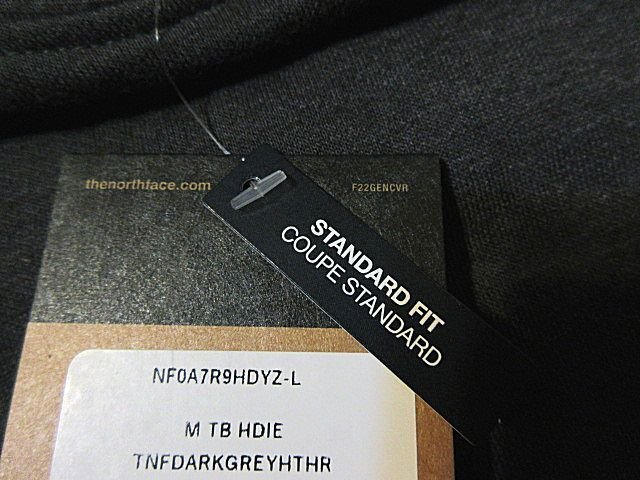 thenorthface.com
F22GENCVR
STANDARD FIT
COUPE STANDARD
NF0A7R9HDYZ-L
M TB HDIE
TNFDARKGREYHTHR